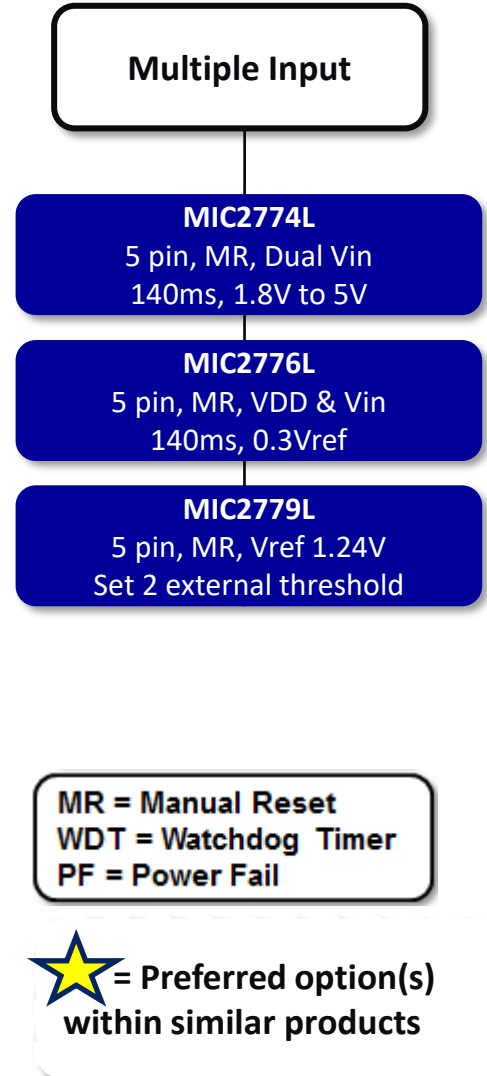 Multiple Input
MIC2774L
5 pin, MR, Dual Vin
140ms, 1.8V to 5V
MIC2776L
5 pin, MR, VDD & Vin
140ms, 0.3Vref
MIC2779L
5 pin, MR, Vref 1.24V
Set 2 external threshold
MR = Manual Reset
WDT = Watchdog Timer
PF = Power Fail
= Preferred option(s)
within similar products